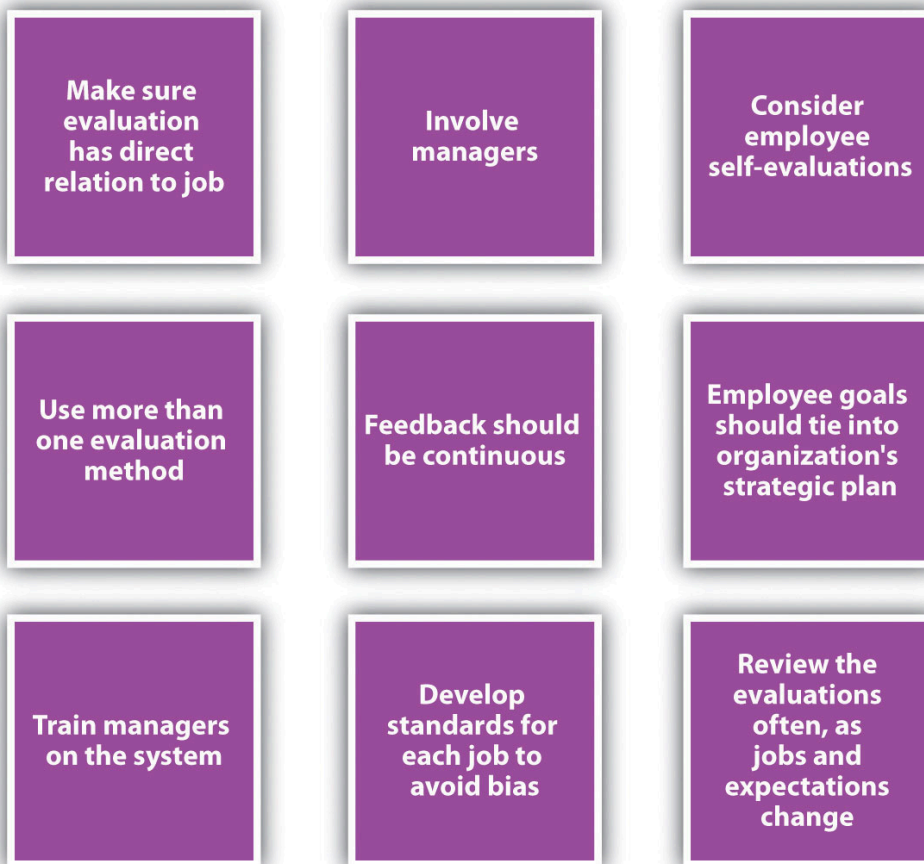 Make sure
evaluation
has direct
relation to job
Involve
managers
Consider
employee
self-evaluations
Use more than
one evaluation
method
Feedback should
be continuous
Employee goals
should tie into
organization's
strategic plan
Train managers
on the system
Develop
standards for
each job to
avoid bias
Review the
evaluations
often, as
jobs and
expectations
change